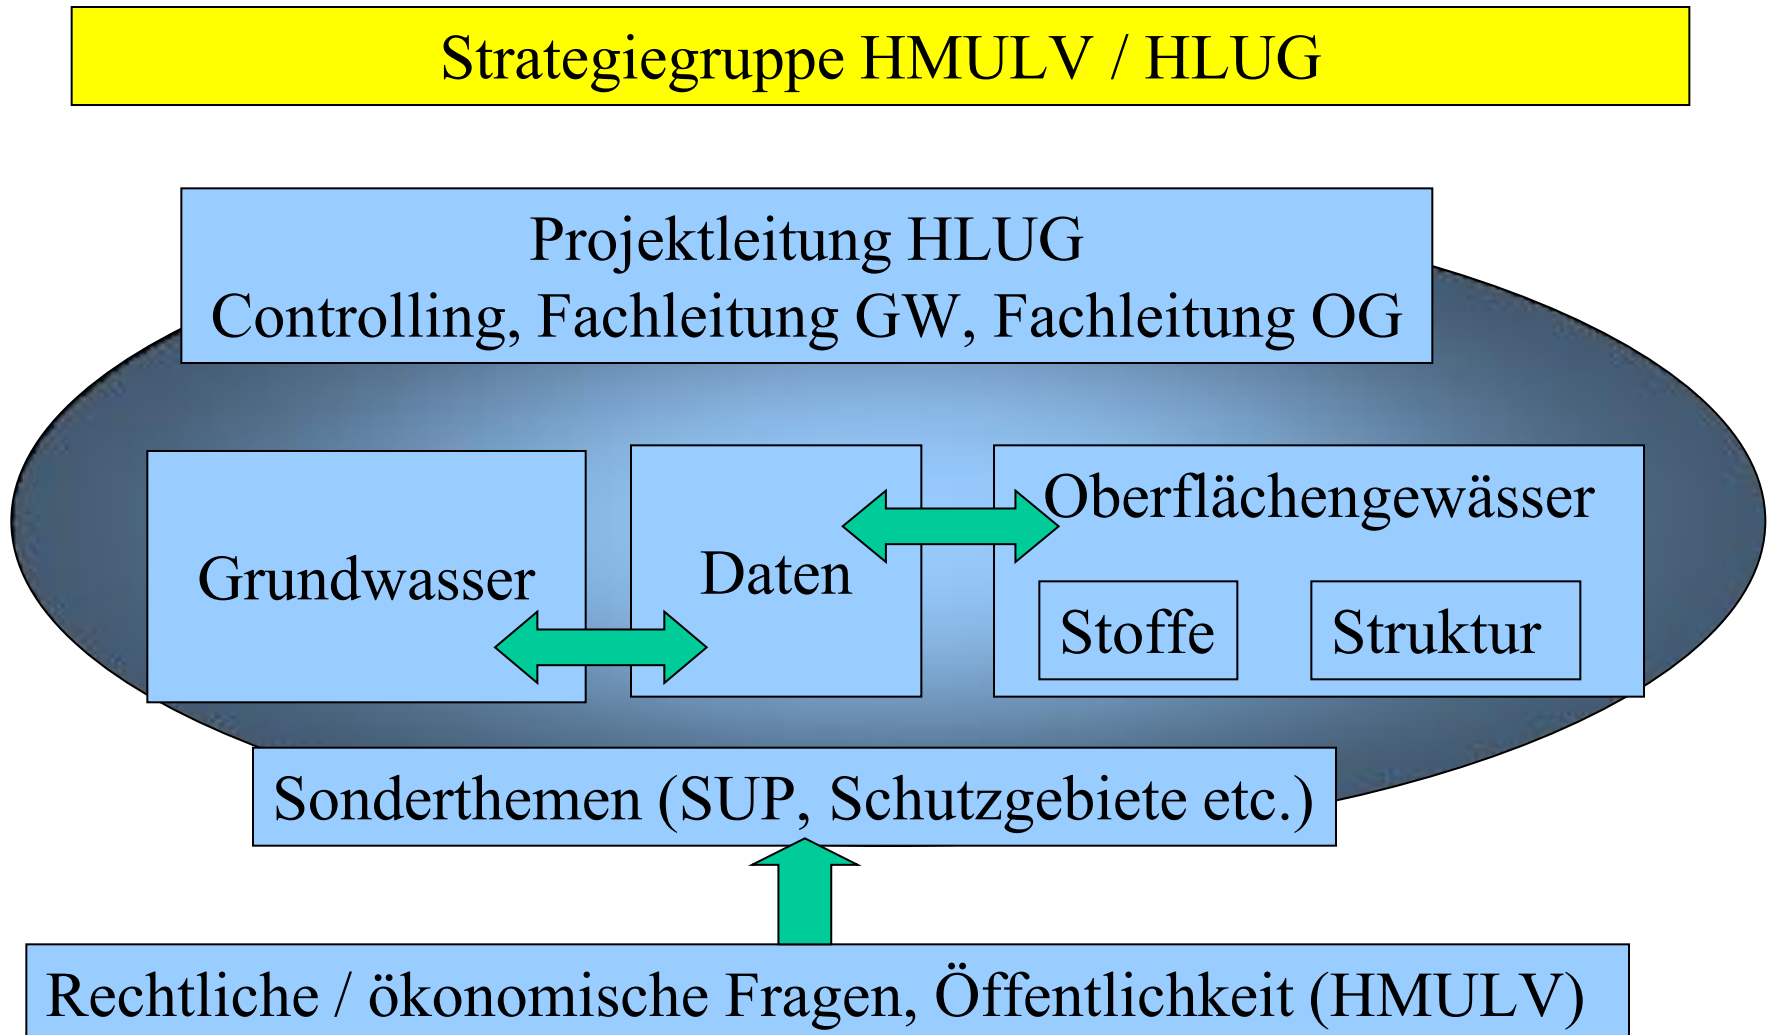 Strategiegruppe HMULV / HLUG
Projektleitung HLUG
Controlling, Fachleitung GW, Fachleitung OG
Grundwasser
Daten
Oberflächengewässer
Stoffe
Struktur
Sonderthemen (SUP, Schutzgebiete etc.)
Rechtliche / ökonomische Fragen, Öffentlichkeit (HMULV)